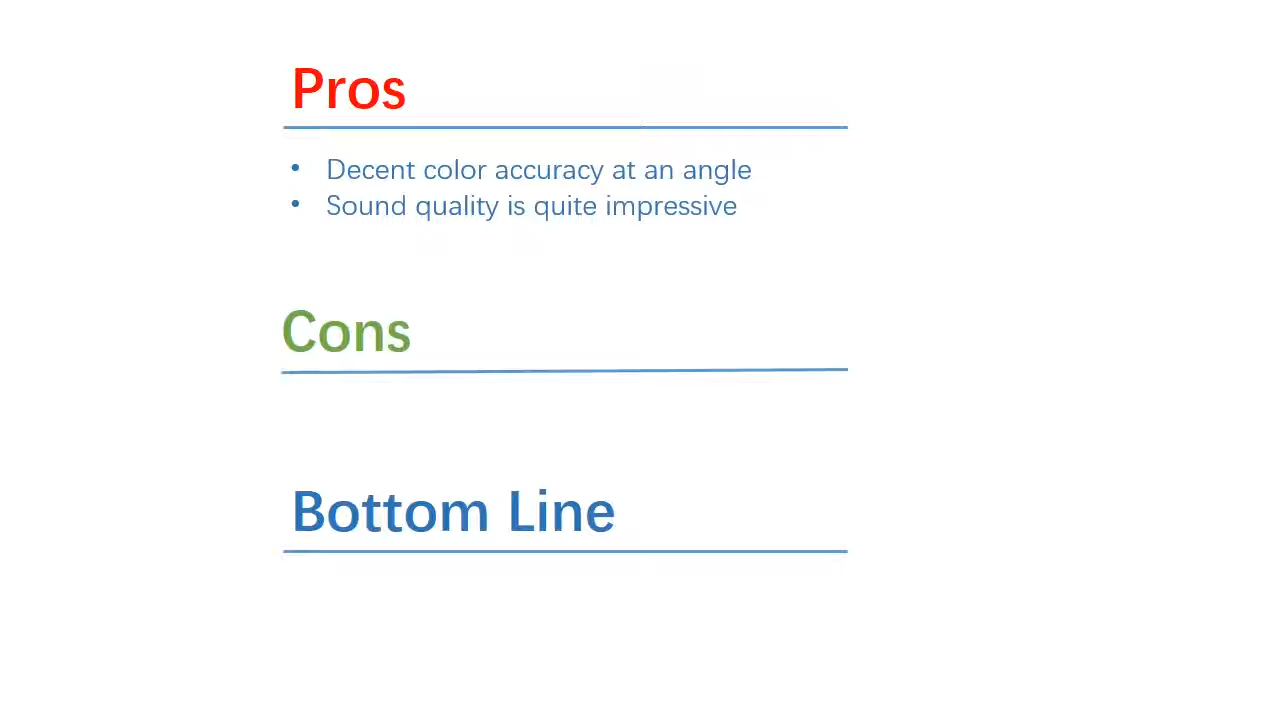 Pros
• Decent color accuracy at an angle
• Sound quality is quite impressive
Cons
Bottom Line